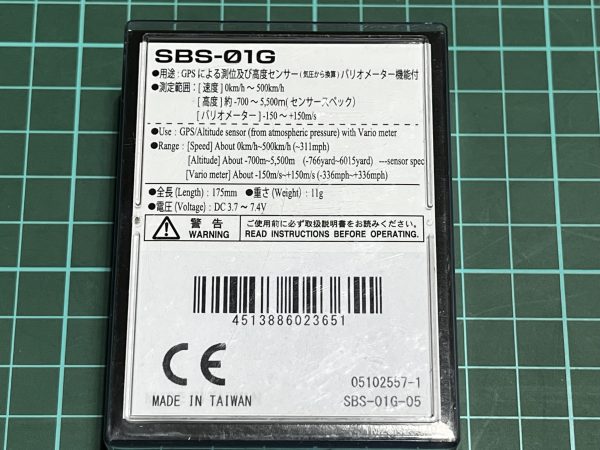 SBS-01G
●用途:GPSによる測位及び高度センサー(気圧から換算)バリオメーター機能付
●測定範囲:[速度]0km/h～500km/h
[高度]約-700～5,500m(センサースペック)
[バリオメーター]-150～+150m/s
●Use : GPS/Altitude sensor (from atmospheric pressure) with Vario meter
●Range : [Speed] About 0km/h~500km/h (~311mph)
[Altitude] About -700m~5,500m (-766yard~6015yard) ---sensor spec
[Vario meter] About -150m/s~+150m/s (-336mph~+336mph)
●全長(Length) : 175mm ●重さ(Weight) : 11g
●電圧(Voltage) : DC 3.7 ～ 7.4V
警告 ご使用前に必ず取扱説明書をお読みください。
WARNING READ INSTRUCTIONS BEFORE OPERATING.
4513886023651
CE
05102557-1
MADE IN TAIWAN SBS-01G-05